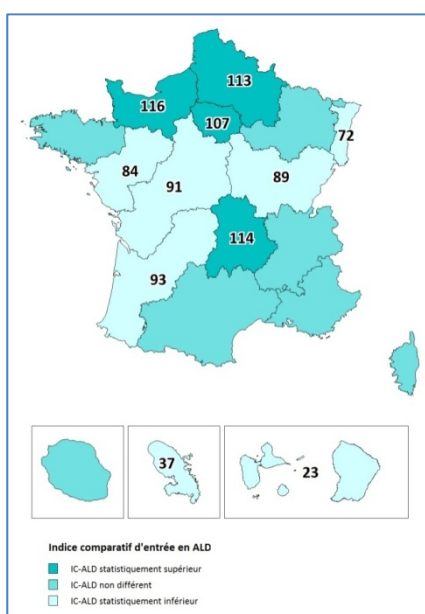 113
116
107
72
84
91
89
114
93
37
23
Indice comparatif d'entrée en ALD
IC-ALD statistiquement supérieur
IC-ALD non différent
IC-ALD statistiquement inférieur